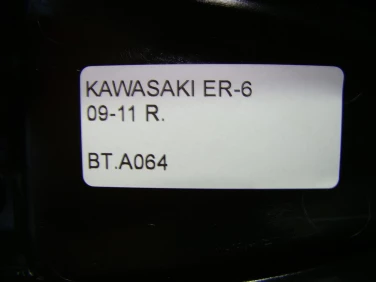 KAWASAKI ER-6
09-11 R.
BT.A064